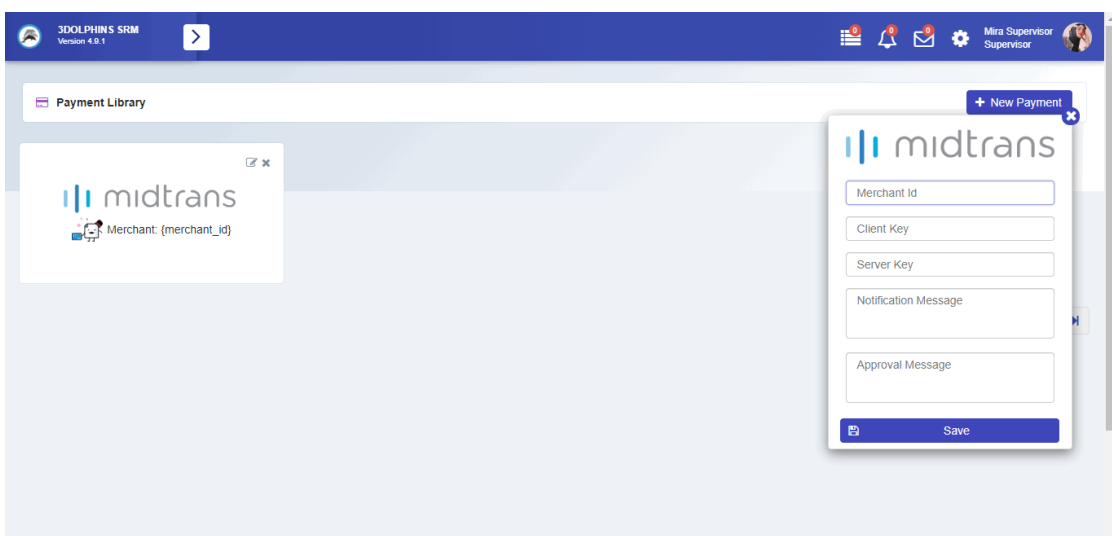 3DOLPHINS SRM
Version 4.9.1
0
0
0
Mira Supervisor
Supervisor
Payment Library
+ New Payment
midtrans
Merchant: {merchant_id}
midtrans
Merchant Id
Client Key
Server Key
Notification Message
Approval Message
Save